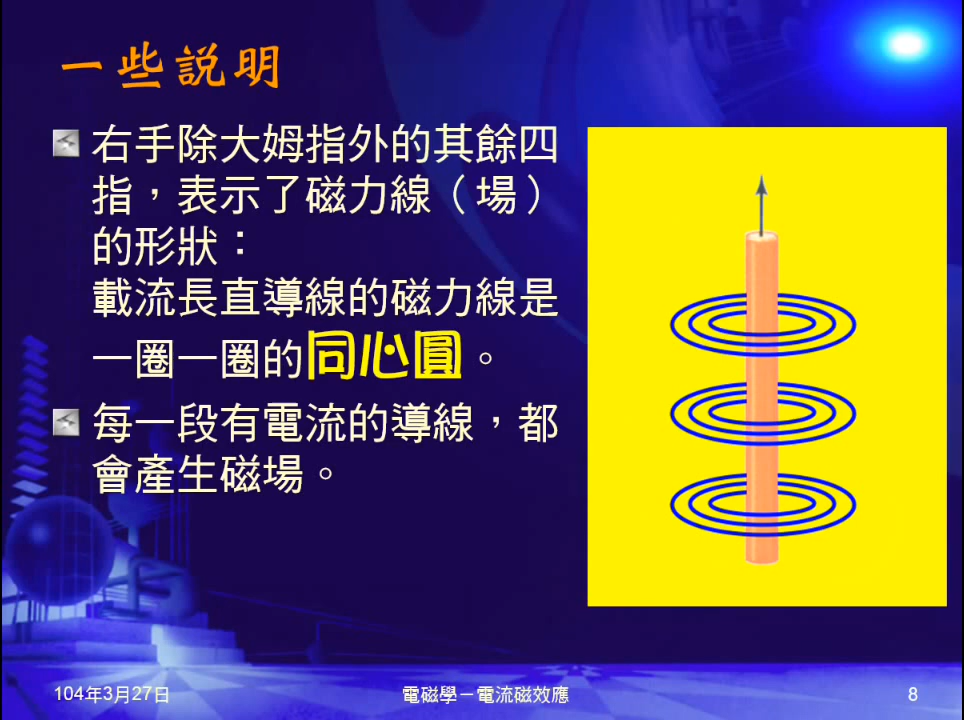 一些説明
右手除大姆指外的其餘四
指，表示了磁力線（場）
的形狀：
載流長直導線的磁力線是
一圈一圈的同心圓。
每一段有電流的導線，都
會產生磁場。
104年3月27日
電磁學－電流磁效應
8